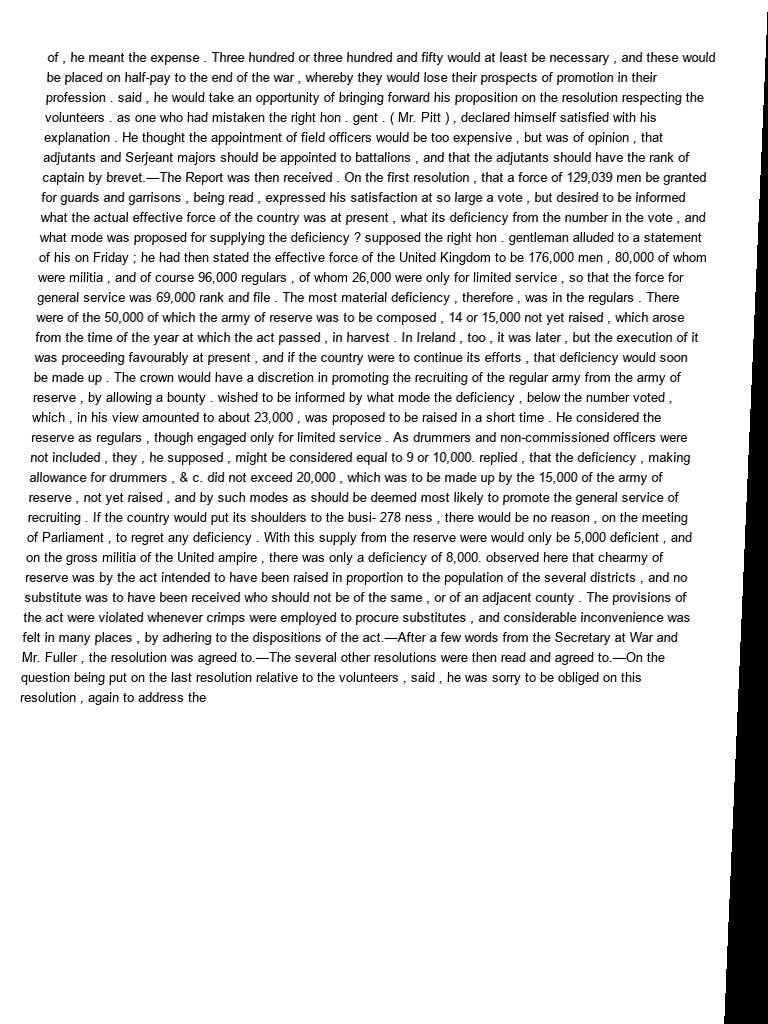 of , he meant the expense . Three hundred or three hundred and fifty would at least be necessary , and these would
be placed on half-pay to the end of the war , whereby they would lose their prospects of promotion in their
profession . said , he would take an opportunity of bringing forward his proposition on the resolution respecting the
volunteers . as one who had mistaken the right hon . gent . ( Mr. Pitt ) , declared himself satisfied with his
explanation . He thought the appointment of field officers would be too expensive , but was of opinion , that
adjutants and Serjeant majors should be appointed to battalions , and that the adjutants should have the rank of
captain by brevet.—The Report was then received . On the first resolution , that a force of 129,039 men be granted
for guards and garrisons , being read , expressed his satisfaction at so large a vote , but desired to be informed
what the actual effective force of the country was at present , what its deficiency from the number in the vote , and
what mode was proposed for supplying the deficiency ? supposed the right hon . gentleman alluded to a statement
of his on Friday ; he had then stated the effective force of the United Kingdom to be 176,000 men , 80,000 of whom
were militia , and of course 96,000 regulars , of whom 26,000 were only for limited service , so that the force for
general service was 69,000 rank and file . The most material deficiency , therefore , was in the regulars . There
were of the 50,000 of which the army of reserve was to be composed , 14 or 15,000 not yet raised , which arose
from the time of the year at which the act passed , in harvest . In Ireland , too , it was later , but the execution of it
was proceeding favourably at present , and if the country were to continue its efforts , that deficiency would soon
be made up . The crown would have a discretion in promoting the recruiting of the regular army from the army of
reserve , by allowing a bounty . wished to be informed by what mode the deficiency , below the number voted ,
which , in his view amounted to about 23,000 , was proposed to be raised in a short time . He considered the
reserve as regulars , though engaged only for limited service . As drummers and non-commissioned officers were
not included , they , he supposed , might be considered equal to 9 or 10,000. replied , that the deficiency , making
allowance for drummers , & c. did not exceed 20,000 , which was to be made up by the 15,000 of the army of
reserve , not yet raised , and by such modes as should be deemed most likely to promote the general service of
recruiting . If the country would put its shoulders to the busi- 278 ness , there would be no reason , on the meeting
of Parliament , to regret any deficiency . With this supply from the reserve were would only be 5,000 deficient , and
on the gross militia of the United ampire , there was only a deficiency of 8,000. observed here that chearmy of
reserve was by the act intended to have been raised in proportion to the population of the several districts , and no
substitute was to have been received who should not be of the same , or of an adjacent county . The provisions of
the act were violated whenever crimps were employed to procure substitutes , and considerable inconvenience was
felt in many places , by adhering to the dispositions of the act.—After a few words from the Secretary at War and
Mr. Fuller , the resolution was agreed to.—The several other resolutions were then read and agreed to.—On the
question being put on the last resolution relative to the volunteers , said , he was sorry to be obliged on this
resolution , again to address the